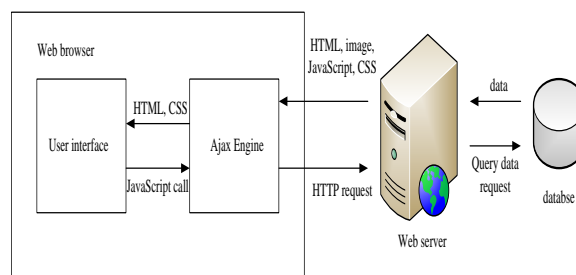 Web browser
User interface
HTML, CSS
JavaScript call
Ajax Engine
HTML, image,
JavaScript, CSS
HTTP request
Web server
data
Query data
request
databse